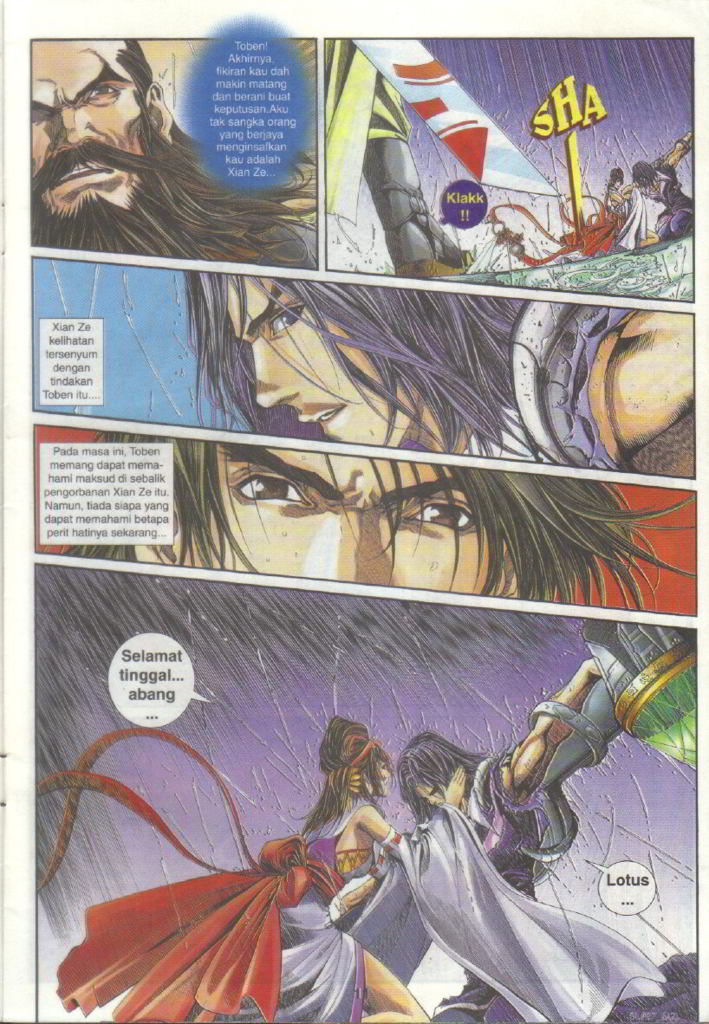 Toben!
Akhirnya,
fikiran kau dah
makin matang
dan berani buat
keputusan.Aku
tak sangka orang
yang berjaya
menginsafkan
kau adalah
Xian Ze...
SHA
Klakk
!!
Xian Ze
kelihatan
tersenyum
dengan
tindakan
Toben itu....
Pada masa ini, Toben
memang dapat mema-
hami maksud di sebalik
pengorbanan Xian Ze itu.
Namun, tiada siapa yang
dapat memahami betapa
perit hatinya sekarang...
Selamat
tinggal...
abang
...
Lotus
...